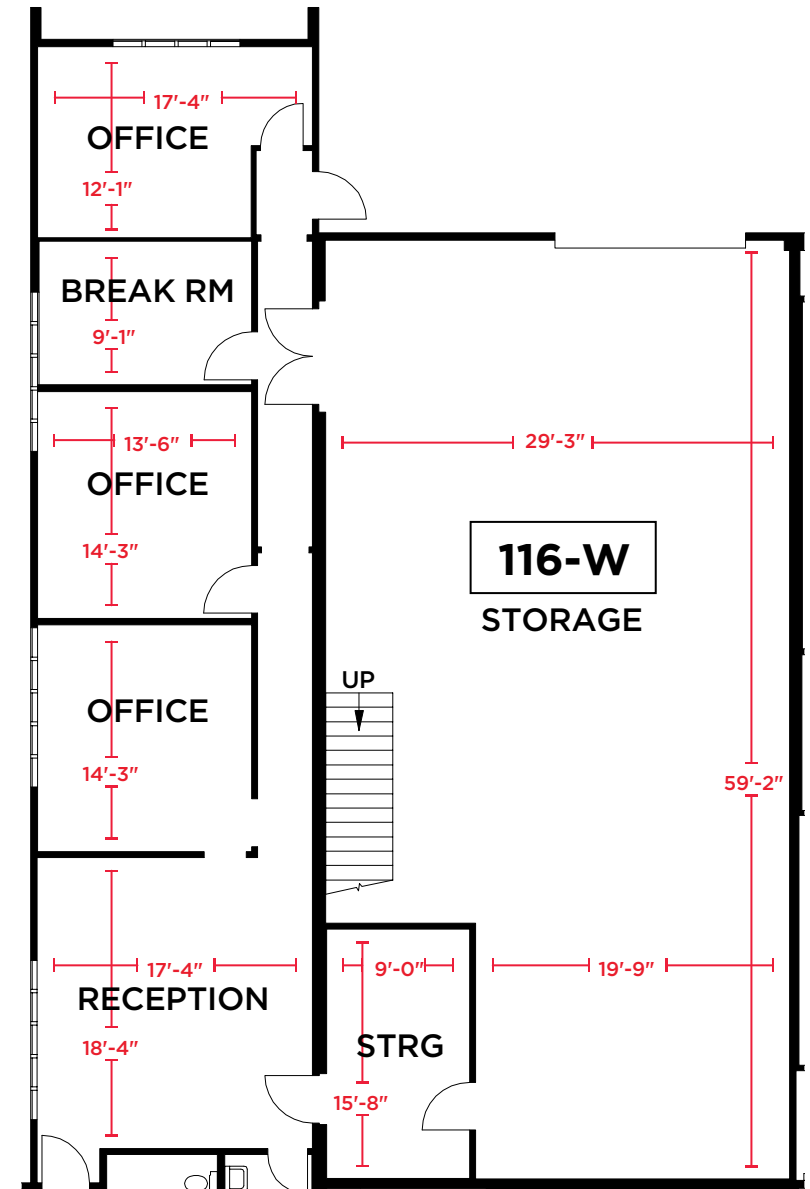 17'-4"
OFFICE
12'-1"
BREAK RM
9'-1"
13'-6"
OFFICE
14'-3"
29'-3"
116-W
STORAGE
UP
OFFICE
14'-3"
59'-2"
17'-4"
RECEPTION
18'-4"
9'-0"
19'-9"
STRG
15'-8"